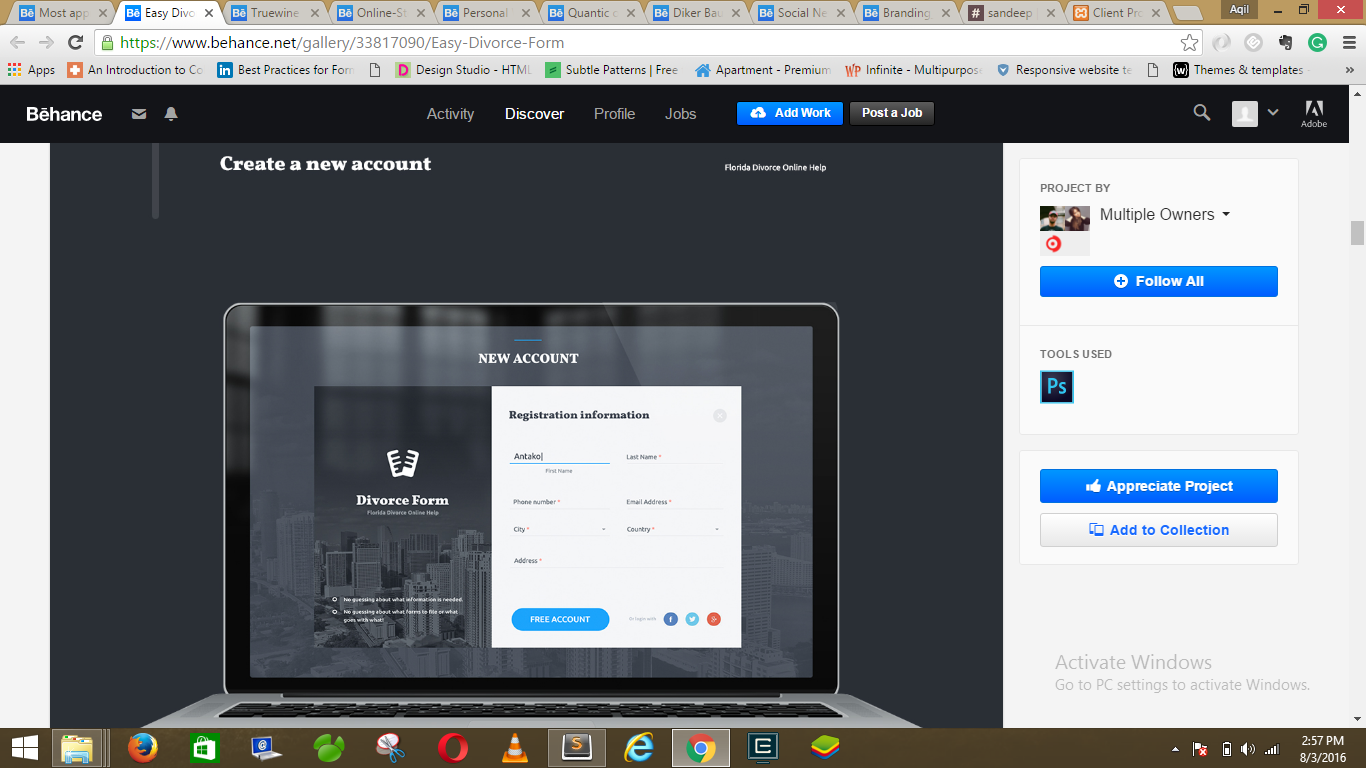 Most app
Easy Divo
Truewine
Online-St
Personal
Quantic o
Diker Bau
Social Ne
Branding
sandeep
Client Pro
Aqil
https://www.behance.net/gallery/33817090/Easy-Divorce-Form
Apps
An Introduction to Co
Best Practices for Form
Design Studio - HTML
Subtle Patterns | Free
Apartment - Premium
Infinite - Multipurpose
Responsive website te
Themes & templates
Bēhance
Activity
Discover
Profile
Jobs
Add Work
Post a Job
Adobe
Create a new account
Florida Divorce Online Help
PROJECT BY
Multiple Owners
Follow All
TOOLS USED
Ps
Appreciate Project
Add to Collection
NEW ACCOUNT
Divorce Form
Florida Divorce Online Help
No guessing about what information is needed.
No guessing about what forms to file or what
goes with what!
Registration information
Antako
Last Name *
First Name
Phone number *
Email Address *
City *
Country *
Address *
FREE ACCOUNT
Or login with
Activate Windows
Go to PC settings to activate Windows.
2:57 PM
8/3/2016